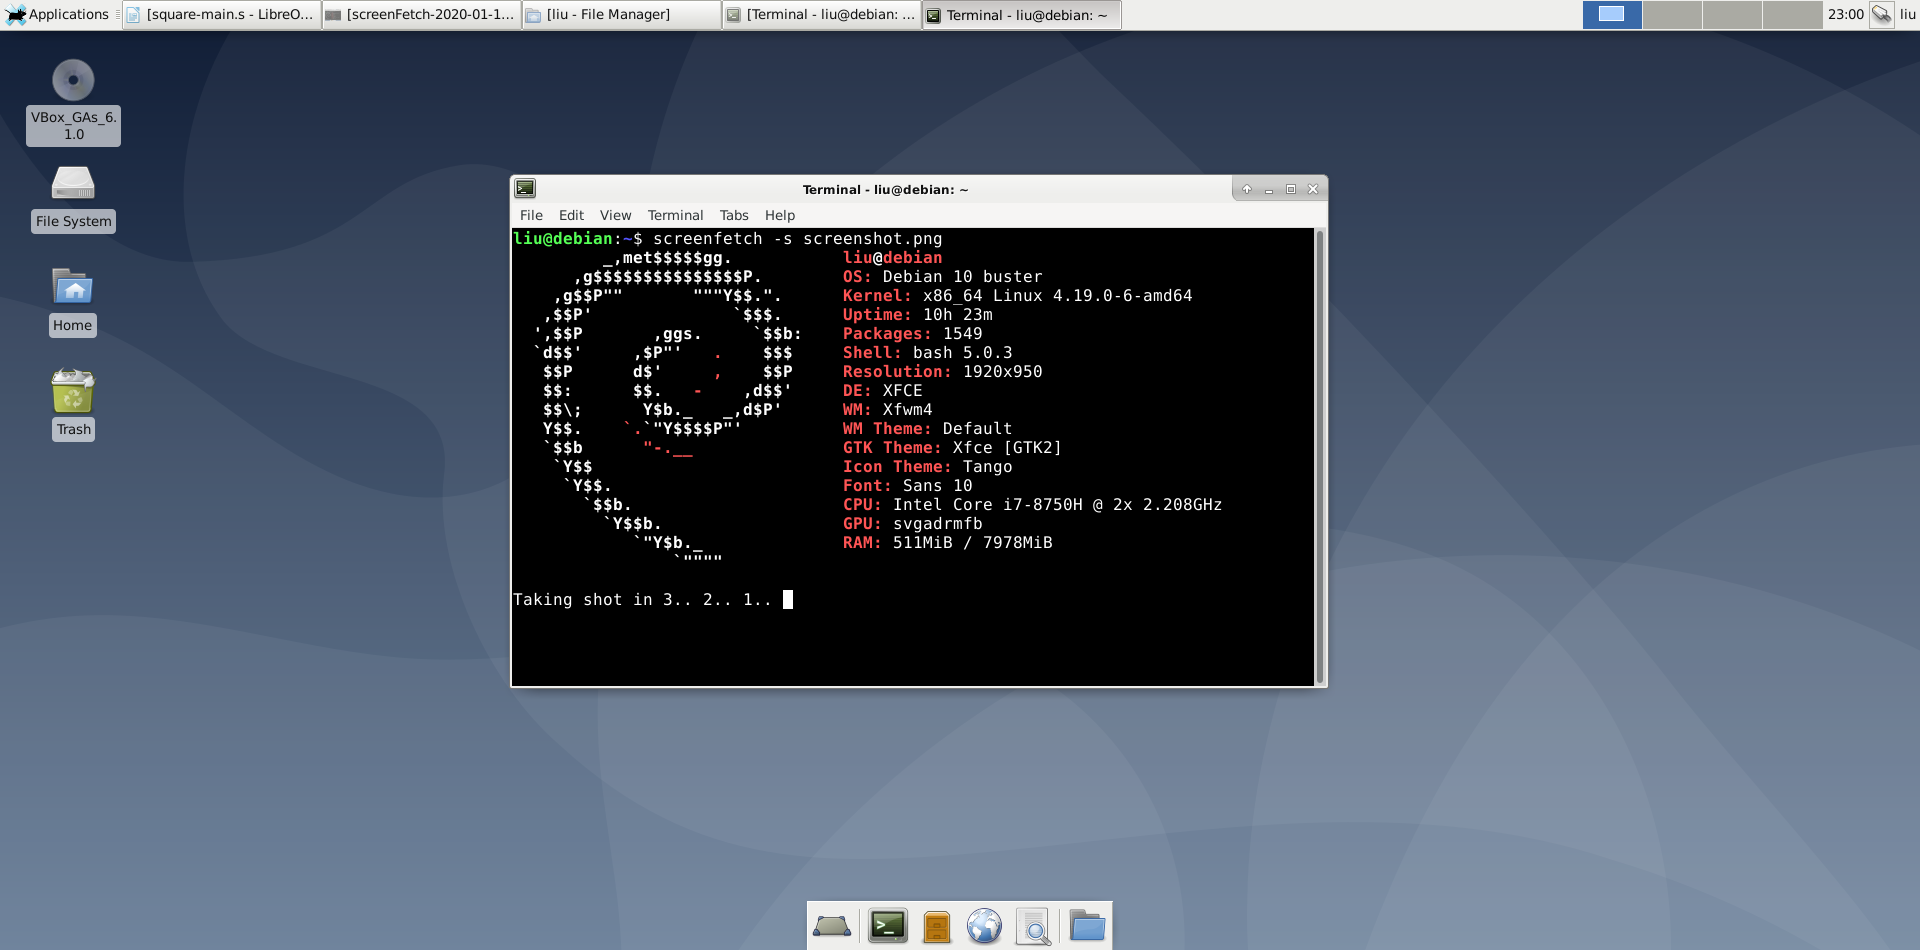 Applications [square-main.s - LibreO... [screenFetch-2020-01-1... [liu - File Manager] [Terminal - liu@debian: ... Terminal - liu@debian: ~ 23:00 liu
VBox_GAs_6.
1.0
File System
Home
Trash
Terminal - liu@debian: ~
File Edit View Terminal Tabs Help
liu@debian:~$ screenfetch -s screenshot.png
         _,met$$$$$gg.           liu@debian
      ,g$$$$$$$$$$$$$$$P.        OS: Debian 10 buster
    ,g$$P""       """Y$$.".      Kernel: x86_64 Linux 4.19.0-6-amd64
   ,$$P'              `$$$.      Uptime: 10h 23m
  ',$$P       ,ggs.     `$$b:    Packages: 1549
  `d$$'     ,$P"'   .     $$$    Shell: bash 5.0.3
   $$P      d$'     ,     $$P    Resolution: 1920x950
   $$:      $$.   -    ,d$$'     DE: XFCE
   $$\;      Y$b._   _,d$P'      WM: Xfwm4
   Y$$.    `.`"Y$$$$P"'          WM Theme: Default
   `$$b      "-.__               GTK Theme: Xfce [GTK2]
    `Y$$                         Icon Theme: Tango
     `Y$$.                       Font: Sans 10
       `$$b.                     CPU: Intel Core i7-8750H @ 2x 2.208GHz
         `Y$$b.                  GPU: svgadrmfb
            `"Y$b._              RAM: 511MiB / 7978MiB
                `""""
Taking shot in 3.. 2.. 1..